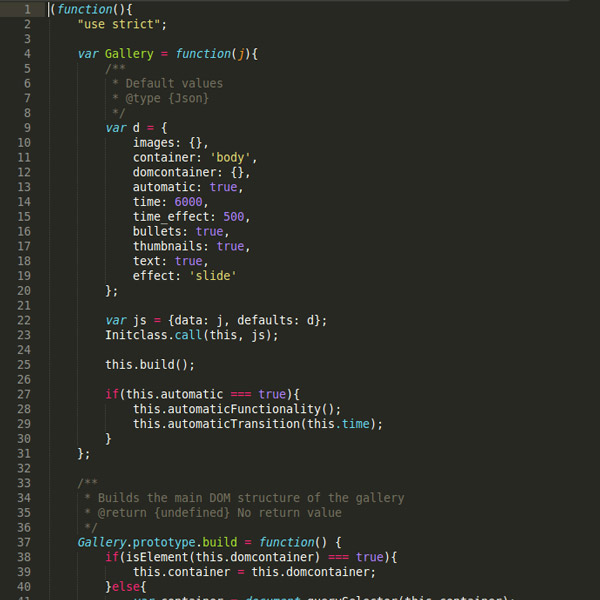 1 (function(){
2 "use strict";
3
4 var Gallery = function(j){
5 /**
6 * Default values
7 * @type {Json}
8 */
9 var d = {
10 images: {},
11 container: 'body',
12 domcontainer: {},
13 automatic: true,
14 time: 6000,
15 time_effect: 500,
16 bullets: true,
17 thumbnails: true,
18 text: true,
19 effect: 'slide'
20 };
21
22 var js = {data: j, defaults: d};
23 Initclass.call(this, js);
24
25 this.build();
26
27 if(this.automatic === true){
28 this.automaticFunctionality();
29 this.automaticTransition(this.time);
30 }
31 };
32
33 /**
34 * Builds the main DOM structure of the gallery
35 * @return {undefined} No return value
36 */
37 Gallery.prototype.build = function() {
38 if(isElement(this.domcontainer) === true){
39 this.container = this.domcontainer;
40 }else{
41 var container = document.querySelector(this.container);